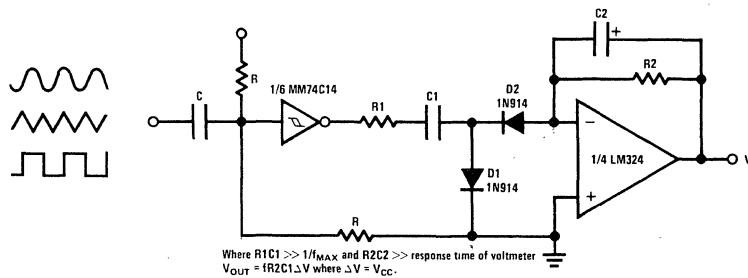 C2
+
R
R2
C
1/6 MM74C14
R1
C1
D2
1N914
−
1/4 LM324
V
D1
1N914
+
R
Where R1C1 >> 1/fMAX and R2C2 >> response time of voltmeter
VOUT = fR2C1ΔV where ΔV = VCC.